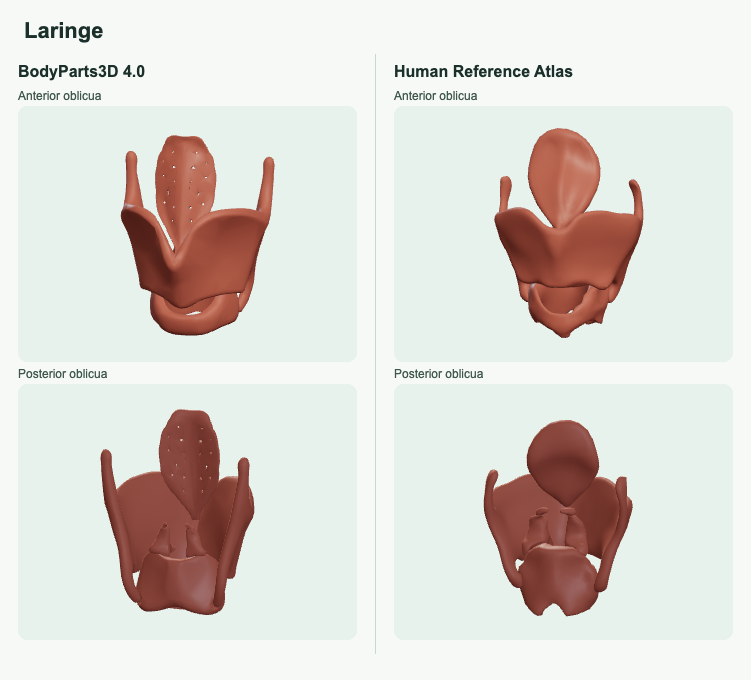 Laringe
BodyParts3D 4.0
Anterior oblicua
Posterior oblicua
Human Reference Atlas
Anterior oblicua
Posterior oblicua